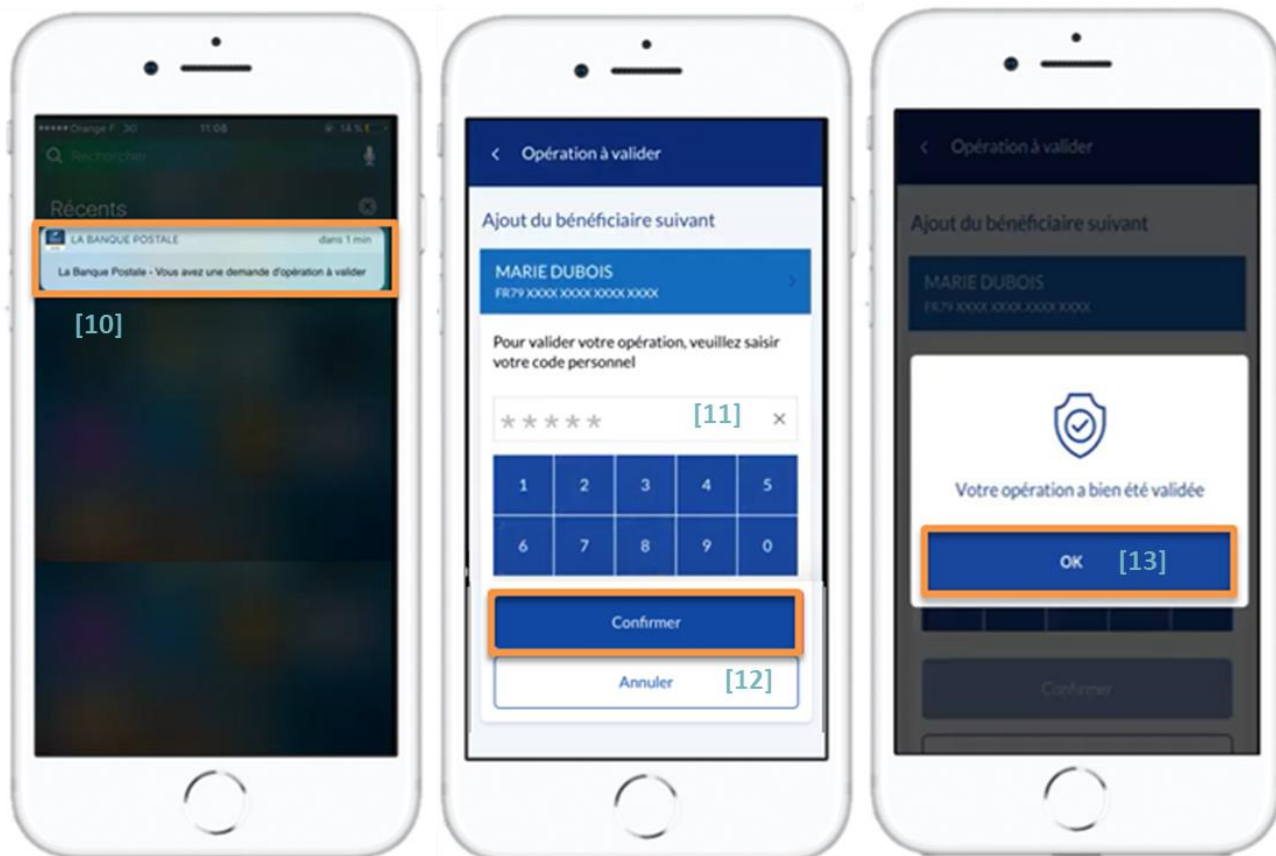 Orange F 3G 11:08 14 %
Rechercher
Récents
LA BANQUE POSTALE dans 1 min
La Banque Postale - Vous avez une demande d'opération à valider
[10]
Opération à valider
Ajout du bénéficiaire suivant
MARIE DUBOIS
FR79 XXXX XXXX XXXX XXXX
Pour valider votre opération, veuillez saisir
votre code personnel
* * * * * [11] ×
1 2 3 4 5
6 7 8 9 0
Confirmer
Annuler [12]
Opération à valider
Ajout du bénéficiaire suivant
MARIE DUBOIS
FR79 XXXX XXXX XXXX XXXX
Votre opération a bien été validée
OK [13]
Confirmer